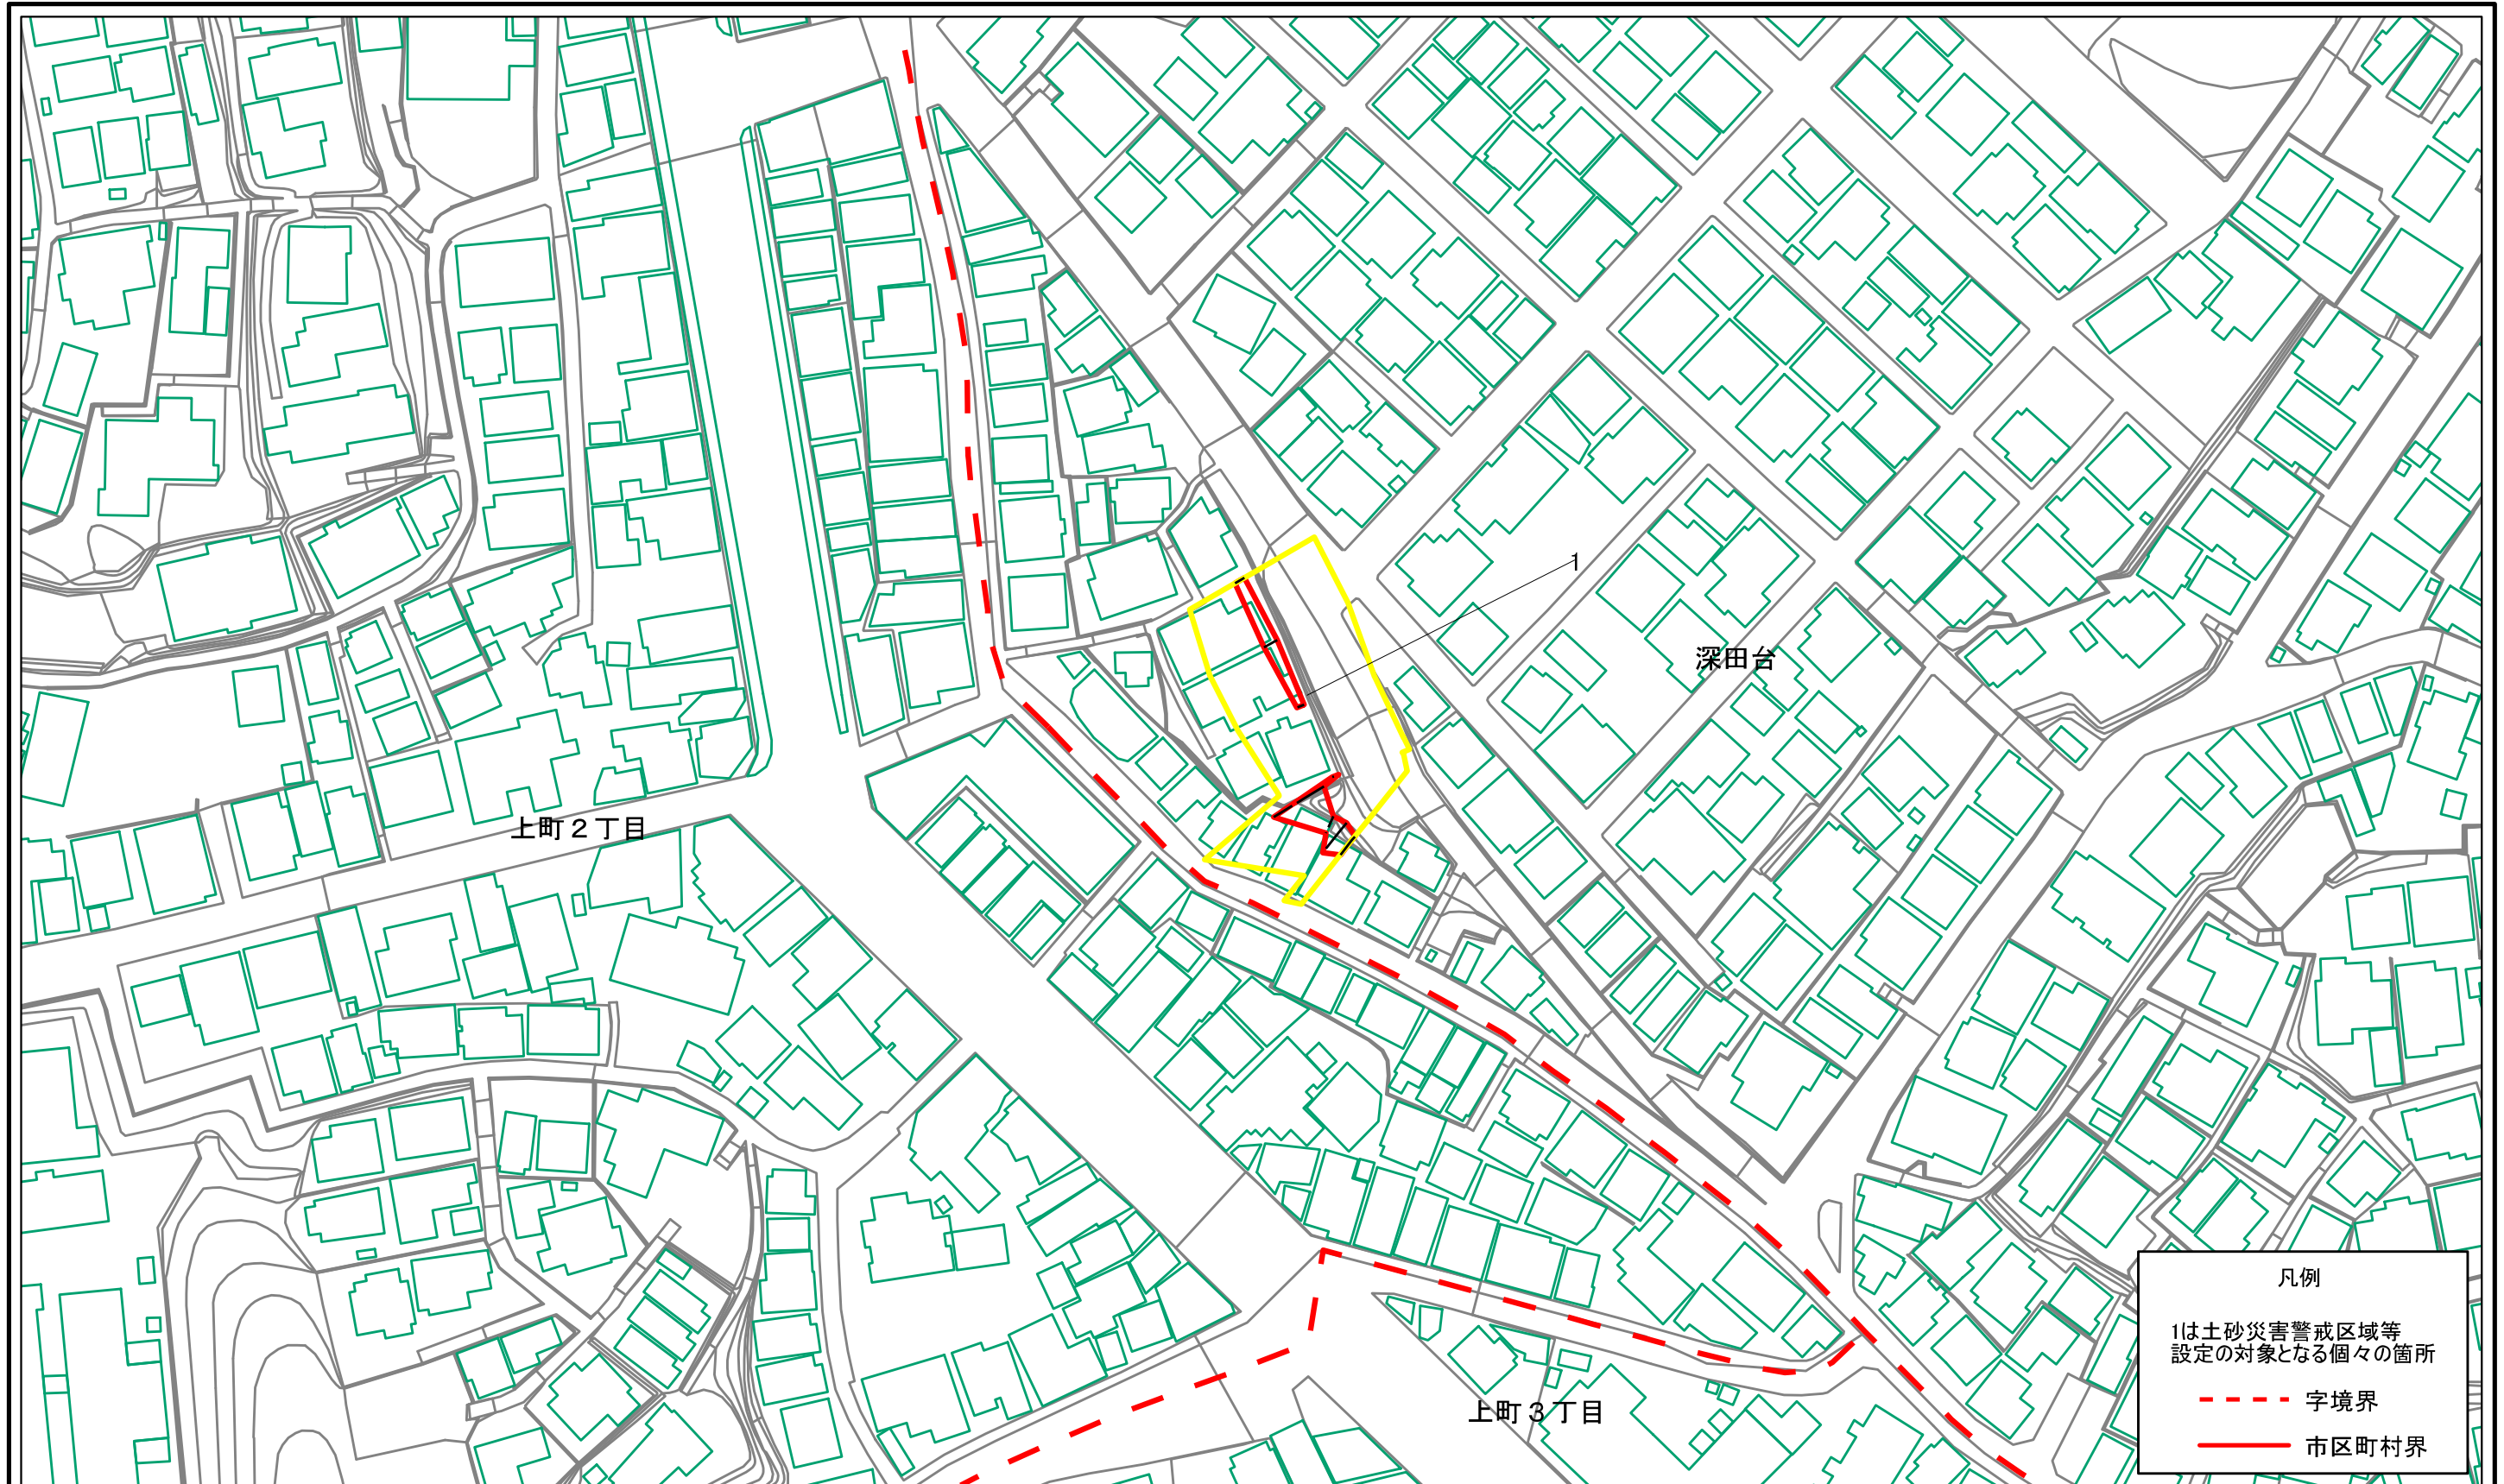 1
深田台
上町２丁目
上町３丁目
凡例
1は土砂災害警戒区域等
設定の対象となる個々の箇所
字境界
市区町村界